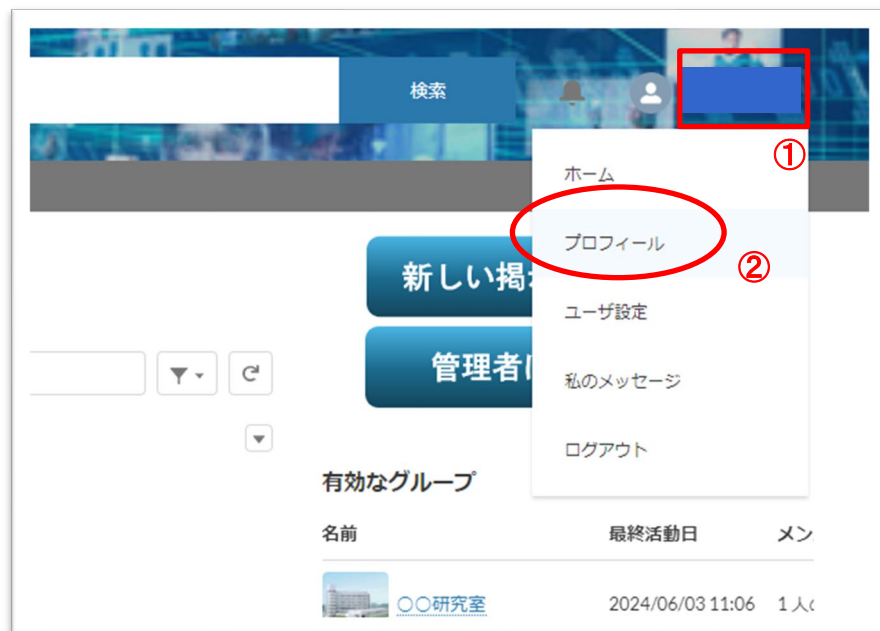 検索
①
ホーム
プロフィール
②
ユーザ設定
私のメッセージ
ログアウト
新しい掲
管理者
有効なグループ
名前 最終活動日 メン
〇〇研究室 2024/06/03 11:06 1人